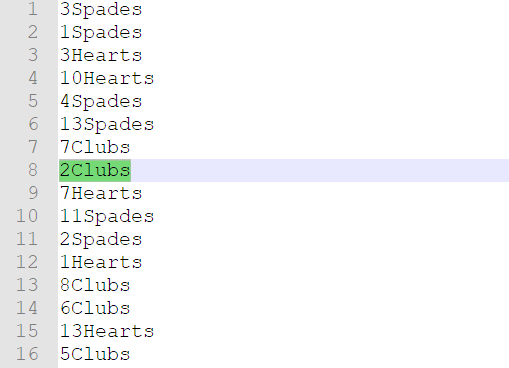 1 3Spades
2 1Spades
3 3Hearts
4 10Hearts
5 4Spades
6 13Spades
7 7Clubs
8 2Clubs
9 7Hearts
10 11Spades
11 2Spades
12 1Hearts
13 8Clubs
14 6Clubs
15 13Hearts
16 5Clubs